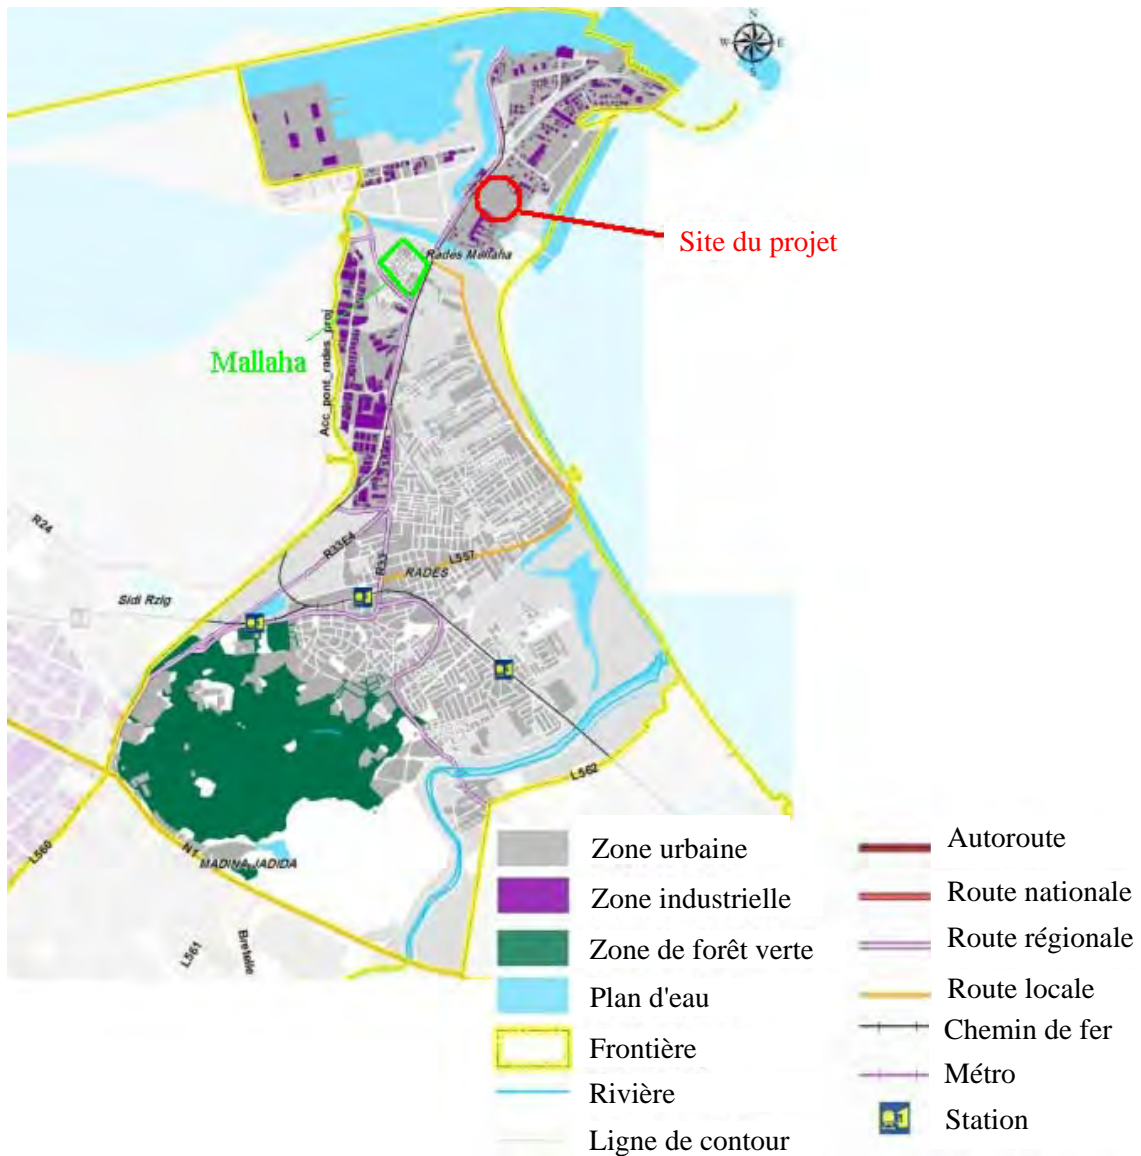 N
W E
S
Site du projet
Rades Mallaha
Mallaha
Acc_pont_rades_proj
R24
R33E4
R33
L557
RADES
Sidi Rzig
L562
L560
N1
MADINA JADIDA
L561
Bretelle
Zone urbaine
Zone industrielle
Zone de forêt verte
Plan d'eau
Frontière
Rivière
Ligne de contour
Autoroute
Route nationale
Route régionale
Route locale
Chemin de fer
Métro
Station